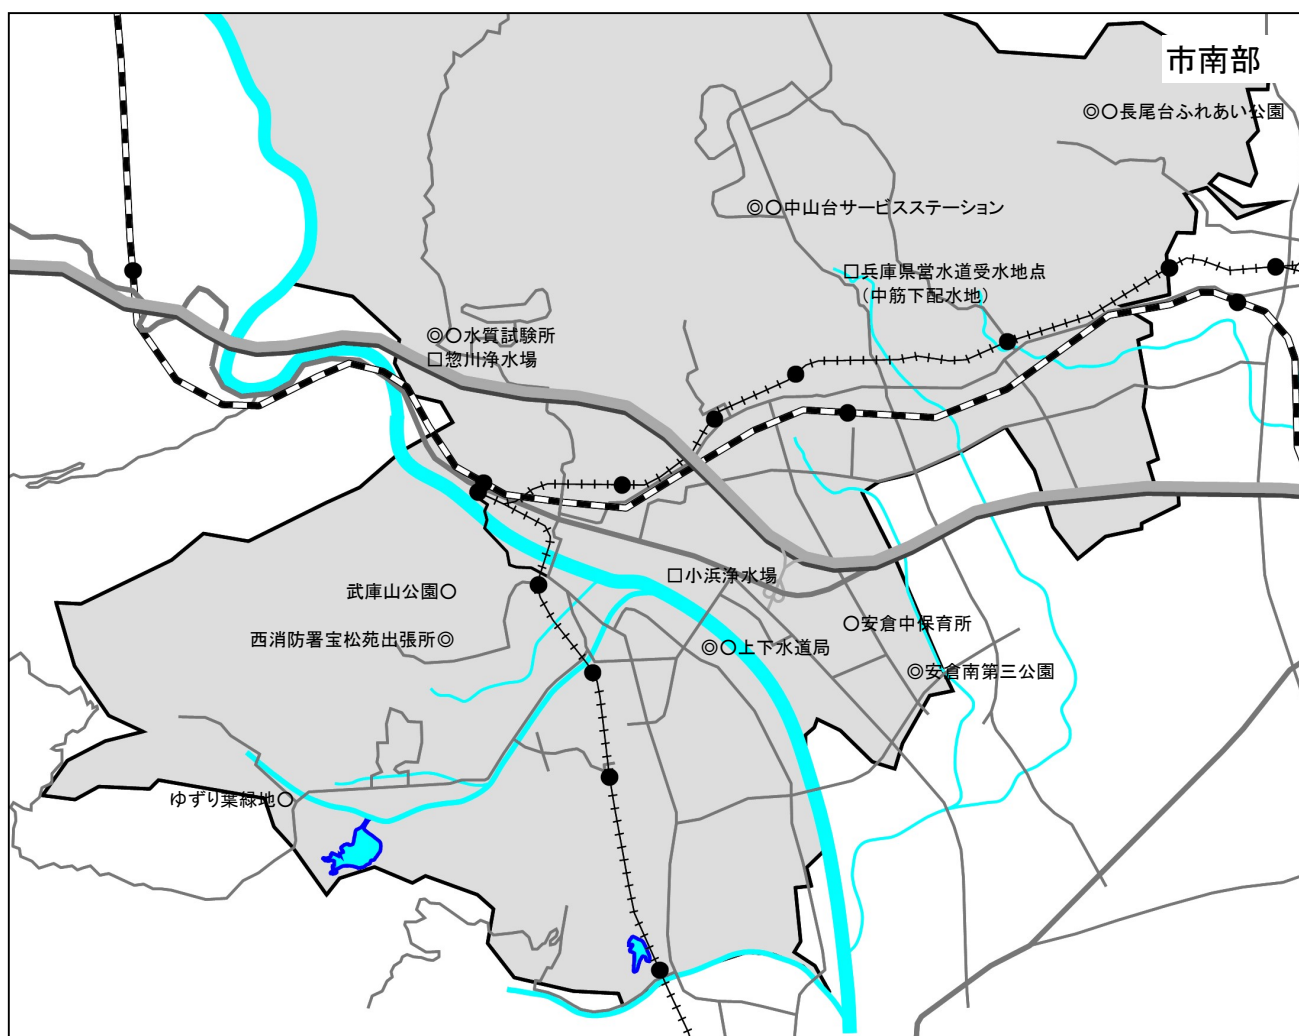 市南部
◎○長尾台ふれあい公園
◎○中山台サービスステーション
□兵庫県営水道受水地点
（中筋下配水地）
◎○水質試験所
□惣川浄水場
□小浜浄水場
武庫山公園○
○安倉中保育所
西消防署宝松苑出張所◎
◎○上下水道局
◎安倉南第三公園
ゆずり葉緑地○